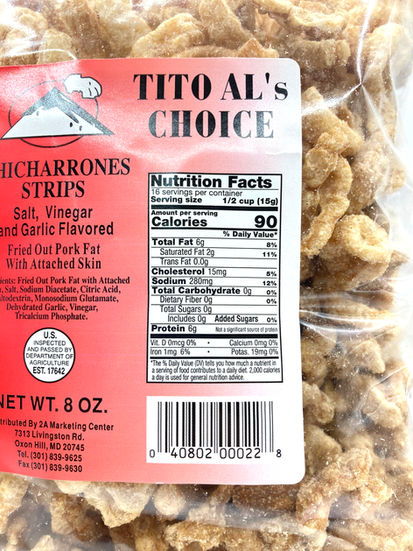 TITO AL's
CHOICE
HICHARRONES
STRIPS
Salt, Vinegar
and Garlic Flavored
Fried Out Pork Fat
With Attached Skin
ients: Fried Out Pork Fat with Attached
Salt, Sodium Diacetate, Citric Acid,
ltodextrin, Monosodium Glutamate,
Dehydrated Garlic, Vinegar,
Tricalcium Phosphate.
U.S.
INSPECTED
AND PASSED BY
DEPARTMENT OF
AGRICULTURE
EST. 17642
NET WT. 8 OZ.
tributed By 2A Marketing Center
7313 Livingston Rd.
Oxon Hill, MD 20745
Tel. (301) 839-9625
Fax (301) 839-9630
Nutrition Facts
16 servings per container
Serving size 1/2 cup (15g)
Amount per serving
Calories 90
% Daily Value*
Total Fat 6g 8%
Saturated Fat 2g 11%
Trans Fat 0.0g
Cholesterol 15mg 5%
Sodium 280mg 12%
Total Carbohydrate 0g 0%
Dietary Fiber 0g 0%
Total Sugars 0g
Includes 0g Added Sugars 0%
Protein 6g Not a significant source of protein
Vit. D 0mcg 0% • Calcium 0mg 0%
Iron 1mg 6% • Potas. 19mg 0%
*The % Daily Value (DV) tells you how much a nutrient in
a serving of food contributes to a daily diet. 2,000 calories
a day is used for general nutrition advice.
0 40802 00022 8